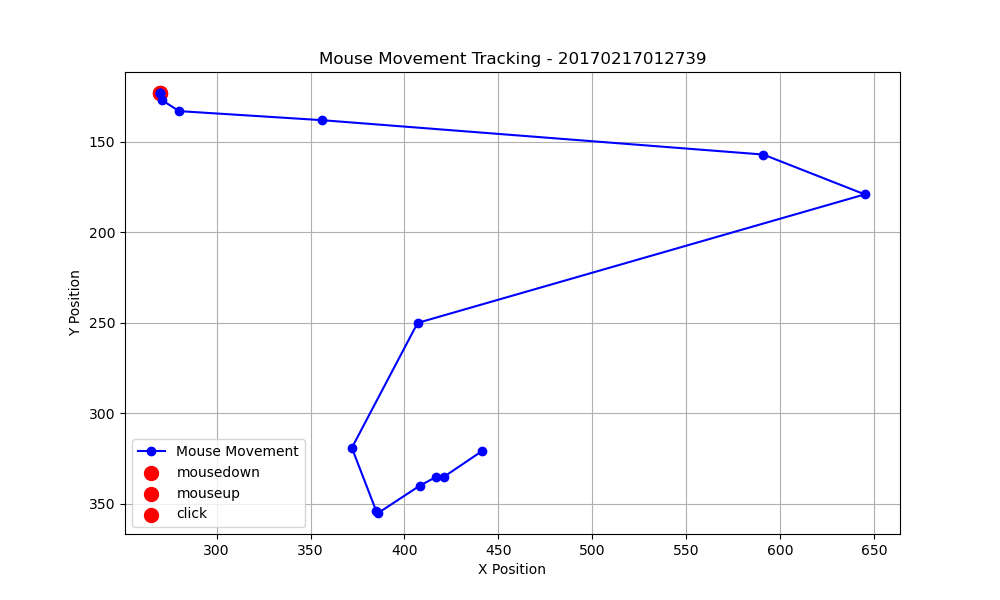 Mouse Movement Tracking - 20170217012739
Y Position
150
200
250
300
350
Mouse Movement
mousedown
mouseup
click
300
350
400
450
500
550
600
650
X Position